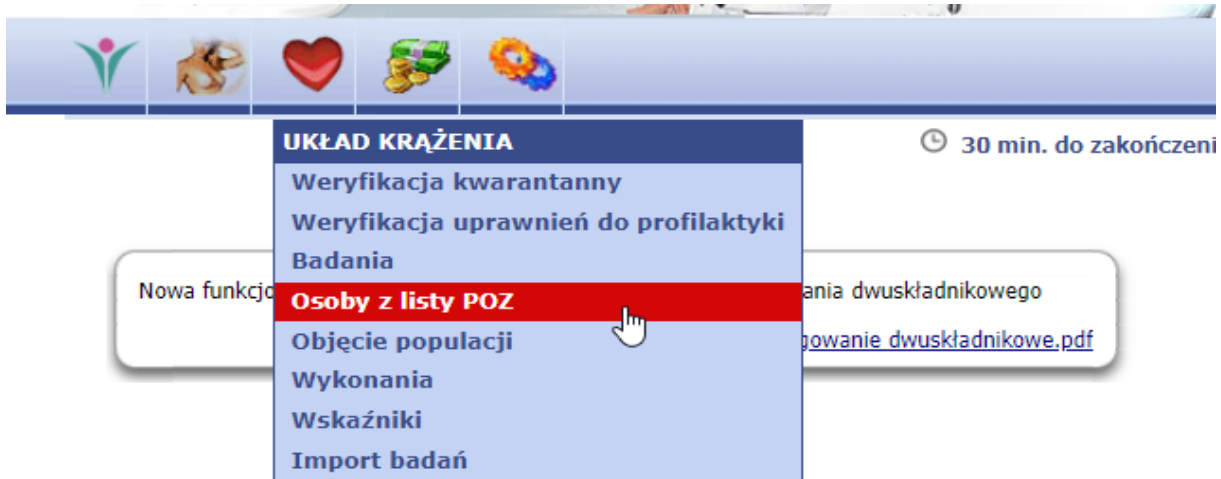 UKŁAD KRĄŻENIA
30 min. do zakończeni
Weryfikacja kwarantanny
Weryfikacja uprawnień do profilaktyki
Badania
Nowa funkcjo
Osoby z listy POZ
ania dwuskładnikowego
Objęcie populacji
gowanie dwuskładnikowe.pdf
Wykonania
Wskaźniki
Import badań